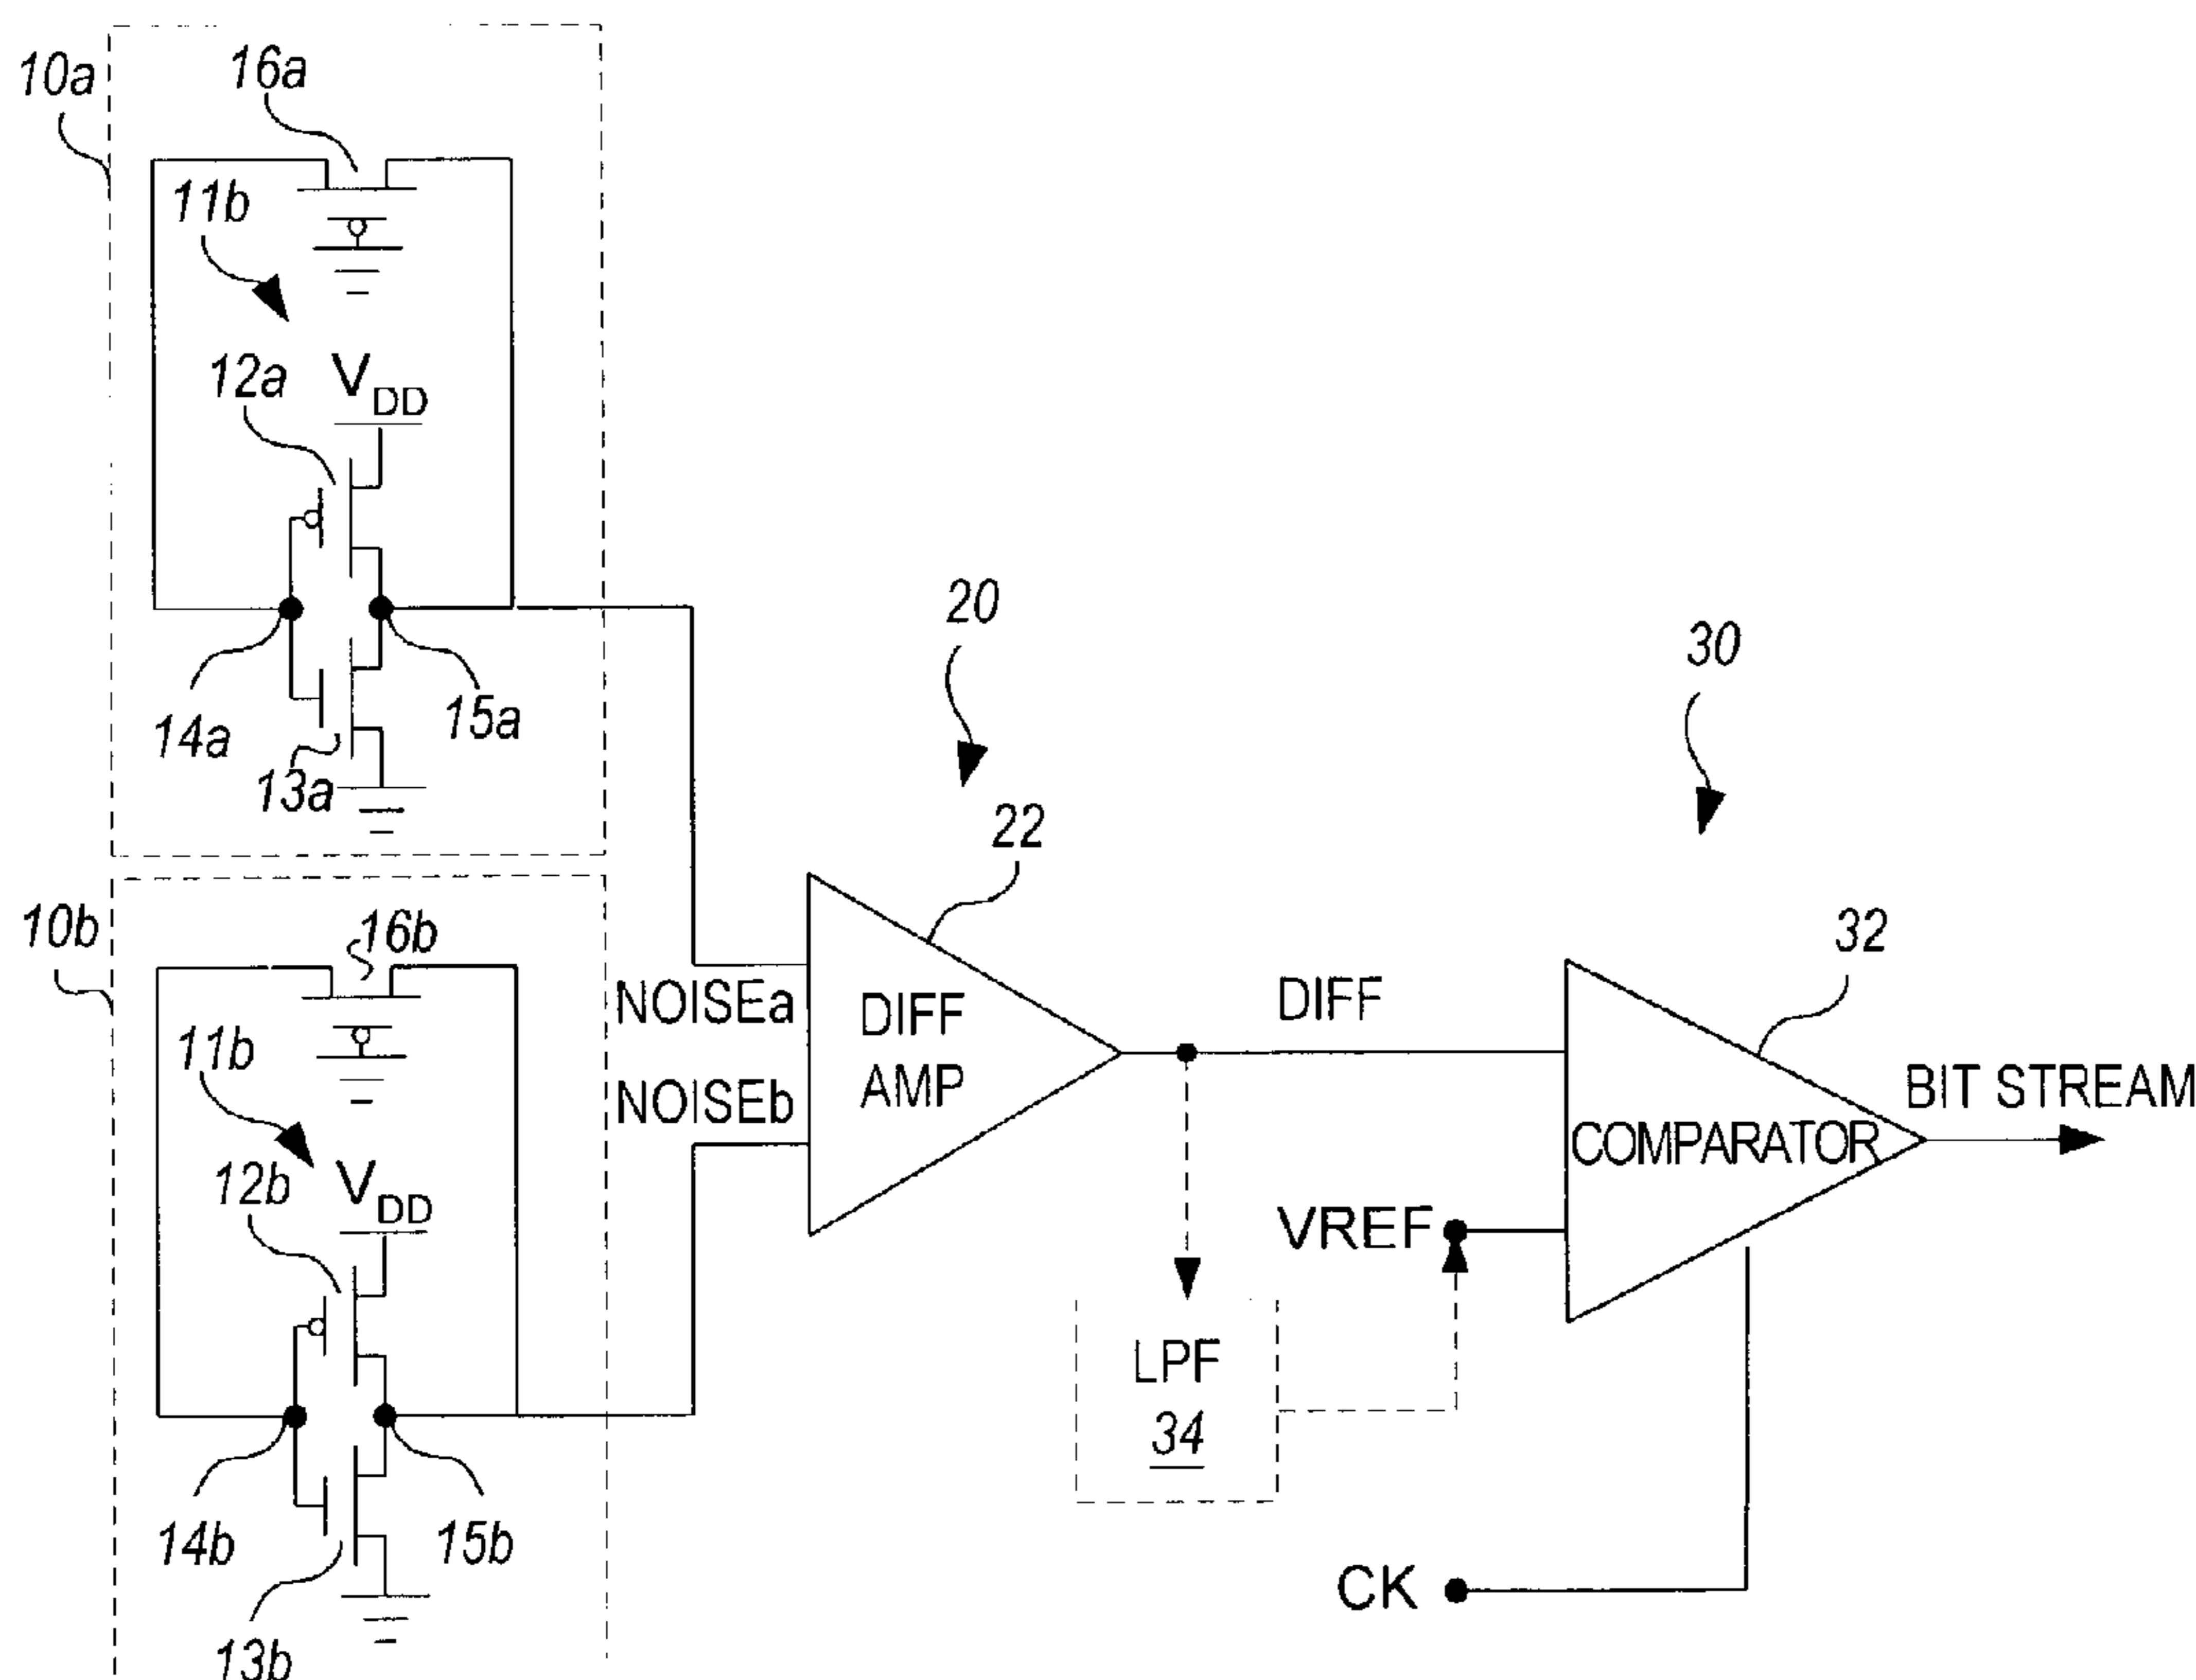 10a
16a
11b
12a
VDD
14a
15a
13a
20
22
30
10b
16b
11b
12b
VDD
14b
15b
13b
NOISEa
NOISEb
DIFF
AMP
DIFF
32
COMPARATOR
BIT STREAM
VREF
LPF
34
CK